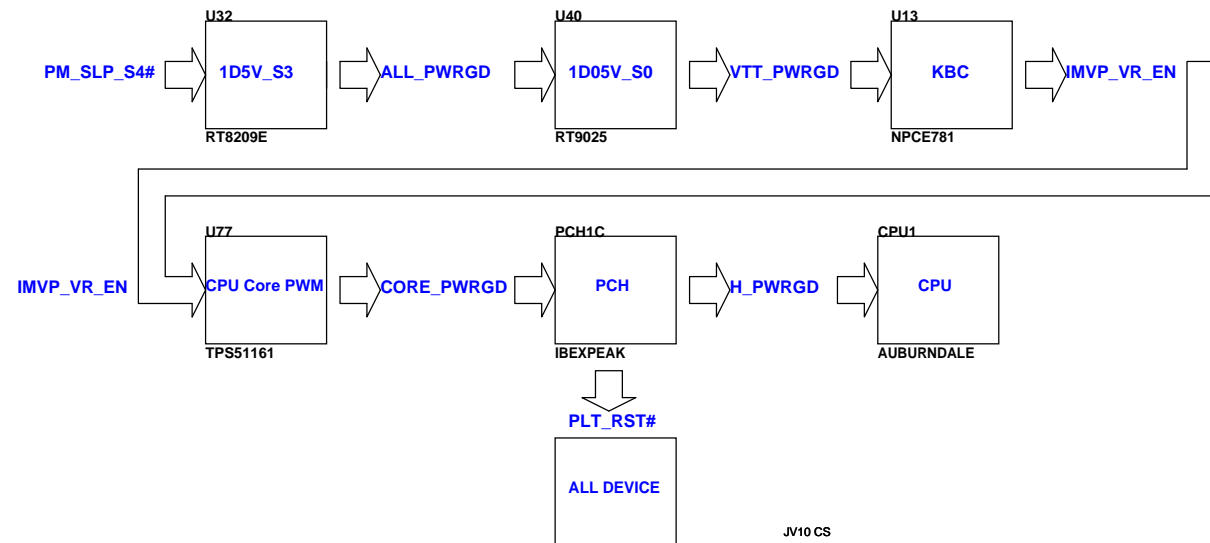 U32
U40
U13
PM_SLP_S4#
1D5V_S3
ALL_PWRGD
1D05V_S0
VTT_PWRGD
KBC
IMVP_VR_EN
RT8209E
RT9025
NPCE781
U77
PCH1C
CPU1
IMVP_VR_EN
CPU Core PWM
CORE_PWRGD
PCH
H_PWRGD
CPU
TPS51161
IBEXPEAK
AUBURNDALE
PLT_RST#
ALL DEVICE
JV10 CS